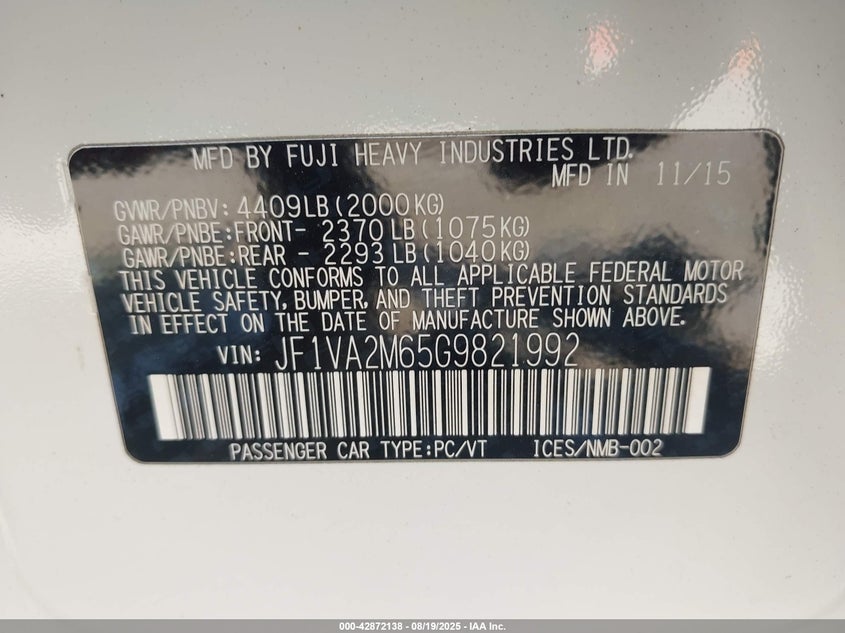 MFD BY FUJI HEAVY INDUSTRIES LTD.
MFD IN 11/15
GVWR/PNBV: 4409LB(2000KG)
GAWR/PNBE:FRONT- 2370LB(1075KG)
GAWR/PNBE:REAR - 2293LB(1040KG)
THIS VEHICLE CONFORMS TO ALL APPLICABLE FEDERAL MOTOR
VEHICLE SAFETY, BUMPER, AND THEFT PREVENTION STANDARDS
IN EFFECT ON THE DATE OF MANUFACTURE SHOWN ABOVE.
VIN: JF1VA2M65G9821992
PASSENGER CAR TYPE:PC/VT ICES/NMB-002
000-42872138 - 08/19/2025 - IAA Inc.